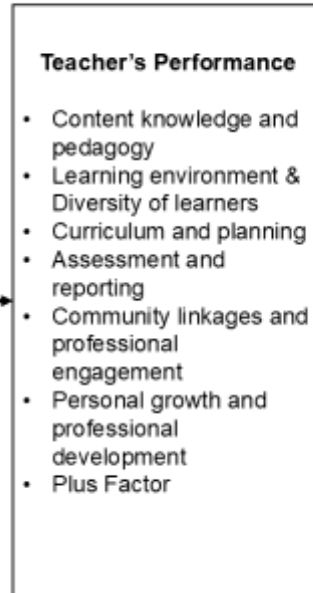 Teacher's Performance
• Content knowledge and
pedagogy
• Learning environment &
Diversity of learners
• Curriculum and planning
• Assessment and
reporting
• Community linkages and
professional
engagement
• Personal growth and
professional
development
• Plus Factor